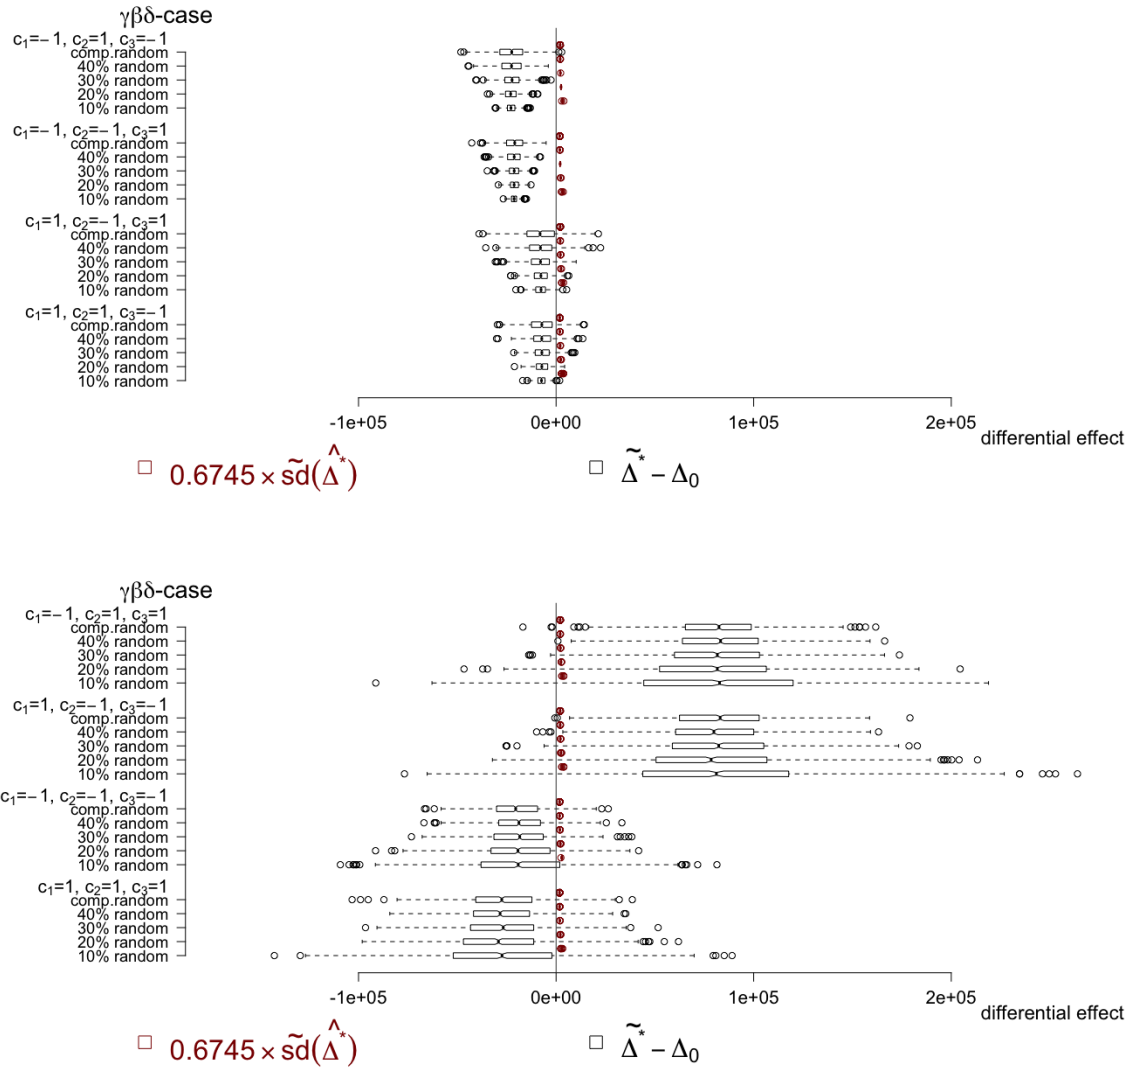 γβδ-case
c1=−1, c2=1, c3=−1
comp.random
40% random
30% random
20% random
10% random
c1=−1, c2=−1, c3=1
comp.random
40% random
30% random
20% random
10% random
c1=1, c2=−1, c3=1
comp.random
40% random
30% random
20% random
10% random
c1=1, c2=1, c3=−1
comp.random
40% random
30% random
20% random
10% random
-1e+05 0e+00 1e+05 2e+05
differential effect
0.6745 × s̃d(Δ̂*) Δ̃* − Δ0
γβδ-case
c1=−1, c2=1, c3=1
comp.random
40% random
30% random
20% random
10% random
c1=1, c2=−1, c3=−1
comp.random
40% random
30% random
20% random
10% random
c1=−1, c2=−1, c3=−1
comp.random
40% random
30% random
20% random
10% random
c1=1, c2=1, c3=1
comp.random
40% random
30% random
20% random
10% random
-1e+05 0e+00 1e+05 2e+05
differential effect
0.6745 × s̃d(Δ̂*) Δ̃* − Δ0